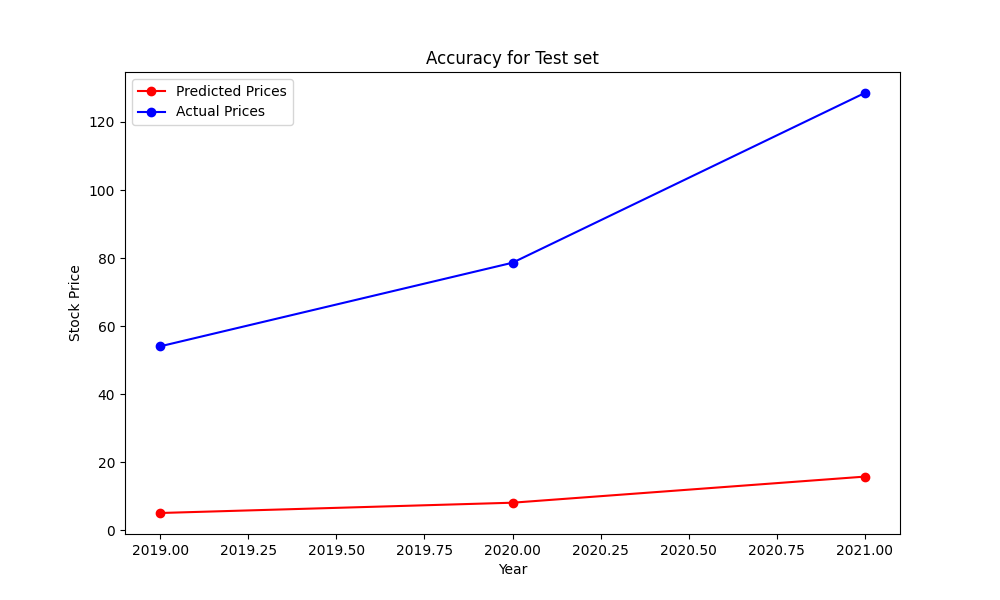 Accuracy for Test set
Predicted Prices
Actual Prices
Stock Price
120
100
80
60
40
20
0
2019.00 2019.25 2019.50 2019.75 2020.00 2020.25 2020.50 2020.75 2021.00
Year